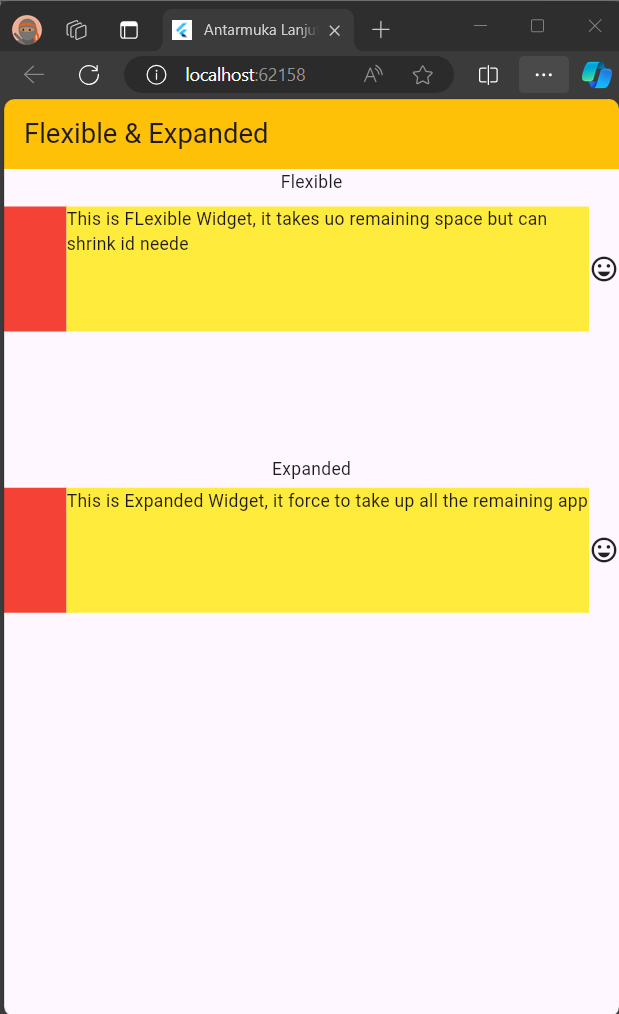 Antarmuka Lanju
localhost:62158
Flexible & Expanded
Flexible
This is FLexible Widget, it takes uo remaining space but can
shrink id neede
Expanded
This is Expanded Widget, it force to take up all the remaining app